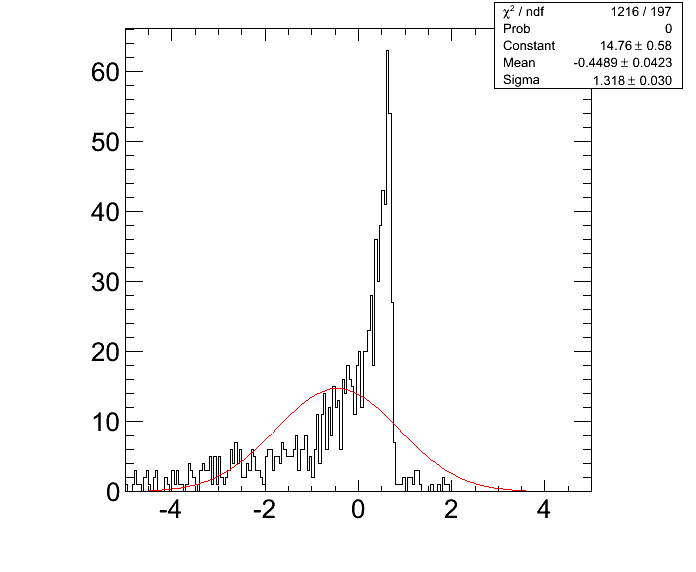 χ² / ndf 1216 / 197
Prob 0
Constant 14.76 ± 0.58
Mean -0.4489 ± 0.0423
Sigma 1.318 ± 0.030
60
50
40
30
20
10
0
-4 -2 0 2 4